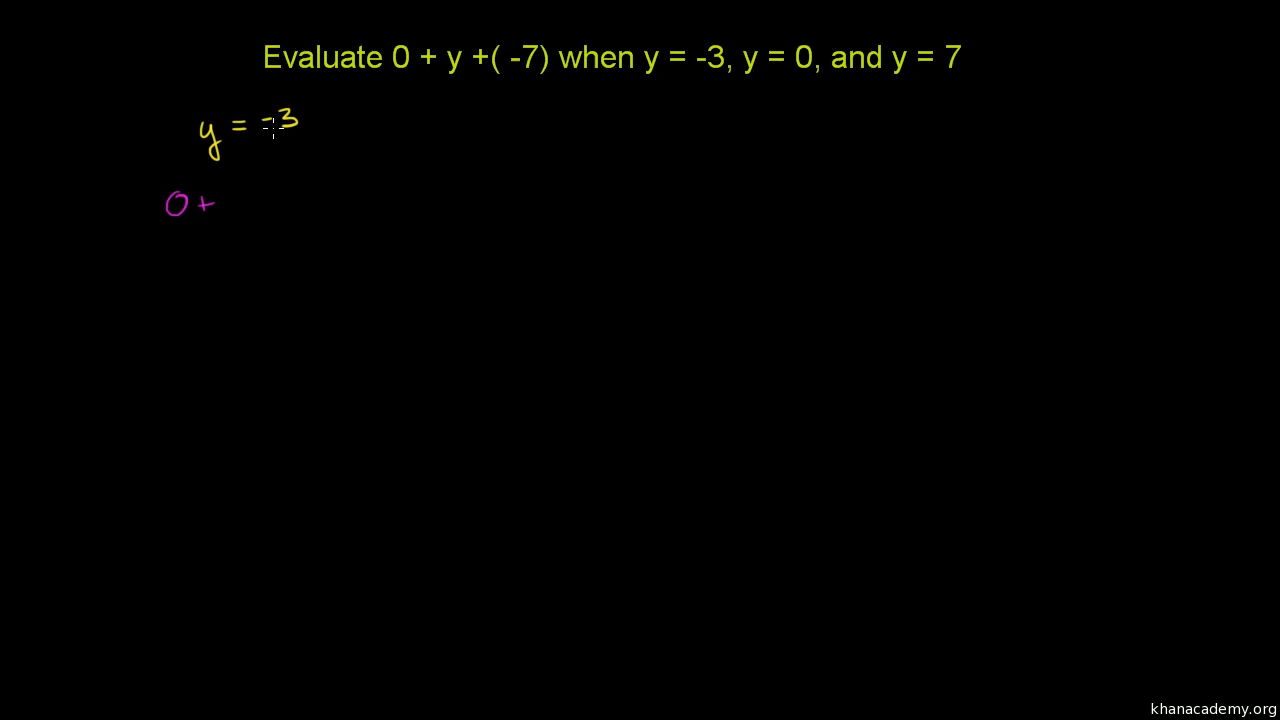 Evaluate 0 + y +( -7) when y = -3, y = 0, and y = 7
y = -3
0 +
khanacademy.org